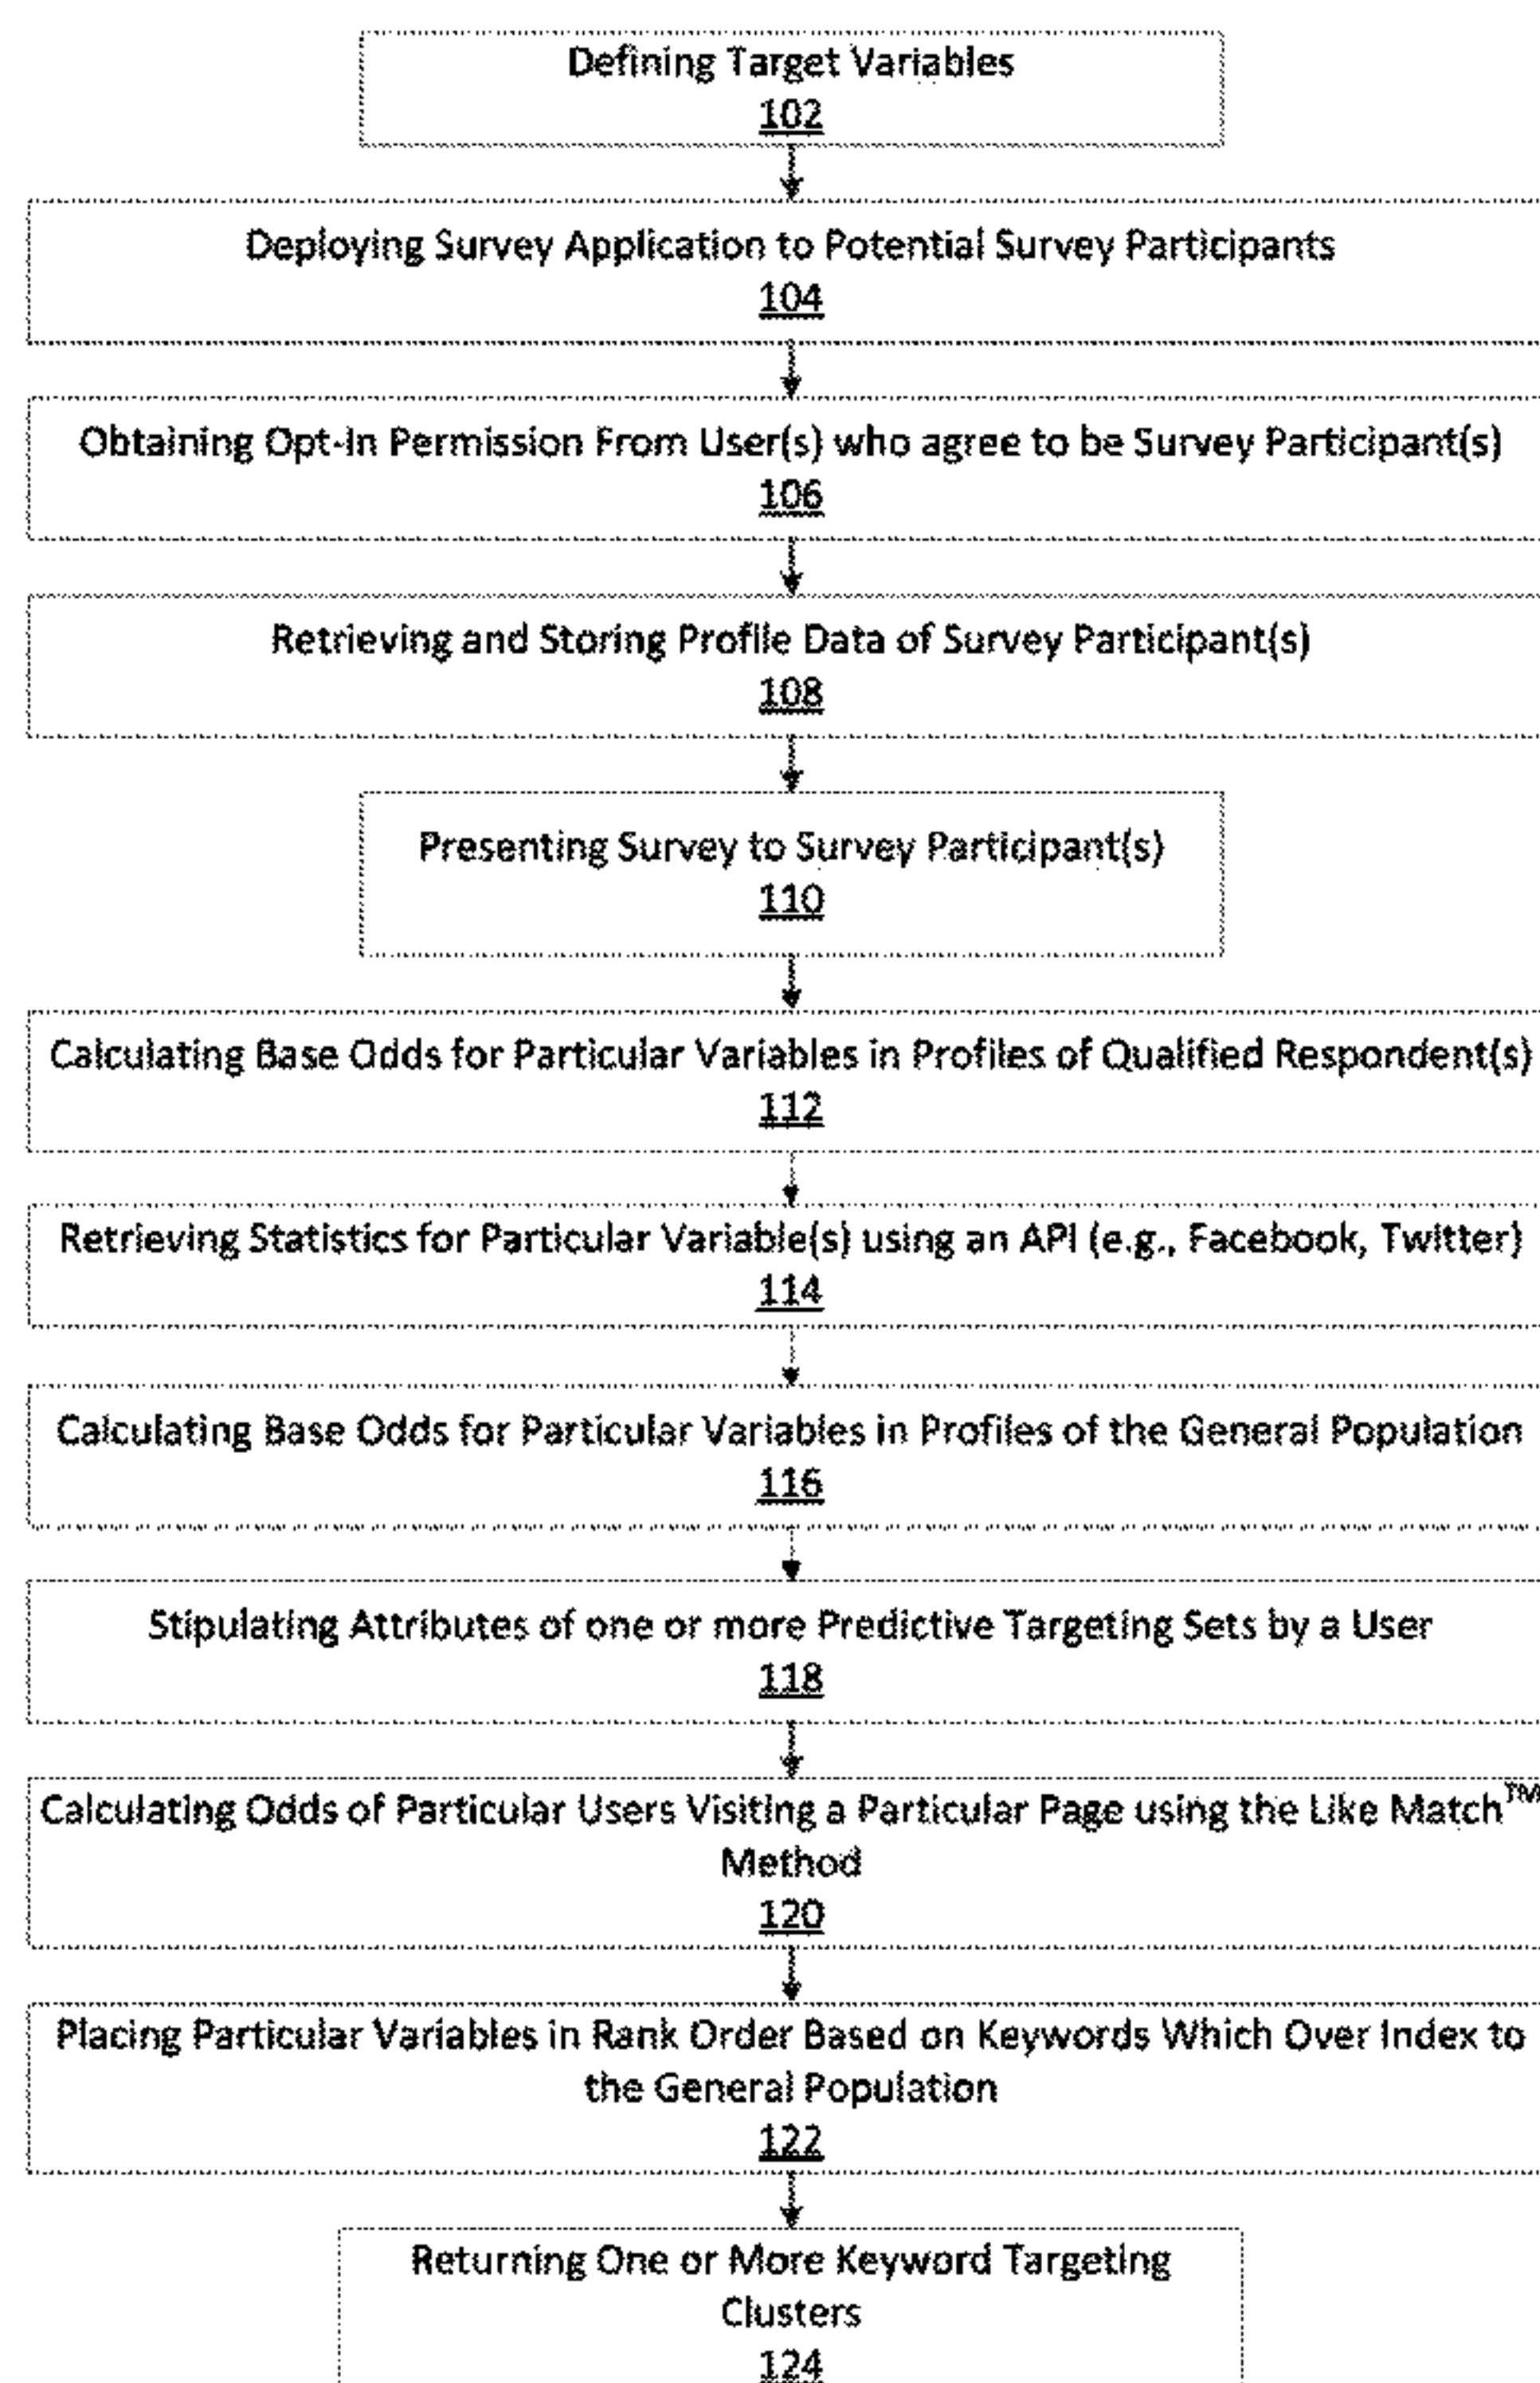 Defining Target Variables
102
Deploying Survey Application to Potential Survey Participants
104
Obtaining Opt-In Permission From User(s) who agree to be Survey Participant(s)
106
Retrieving and Storing Profile Data of Survey Participant(s)
108
Presenting Survey to Survey Participant(s)
110
Calculating Base Odds for Particular Variables in Profiles of Qualified Respondent(s)
112
Retrieving Statistics for Particular Variable(s) using an API (e.g., Facebook, Twitter)
114
Calculating Base Odds for Particular Variables in Profiles of the General Population
116
Stipulating Attributes of one or more Predictive Targeting Sets by a User
118
Calculating Odds of Particular Users Visiting a Particular Page using the Like Match™
Method
120
Placing Particular Variables in Rank Order Based on Keywords Which Over Index to
the General Population
122
Returning One or More Keyword Targeting
Clusters
124